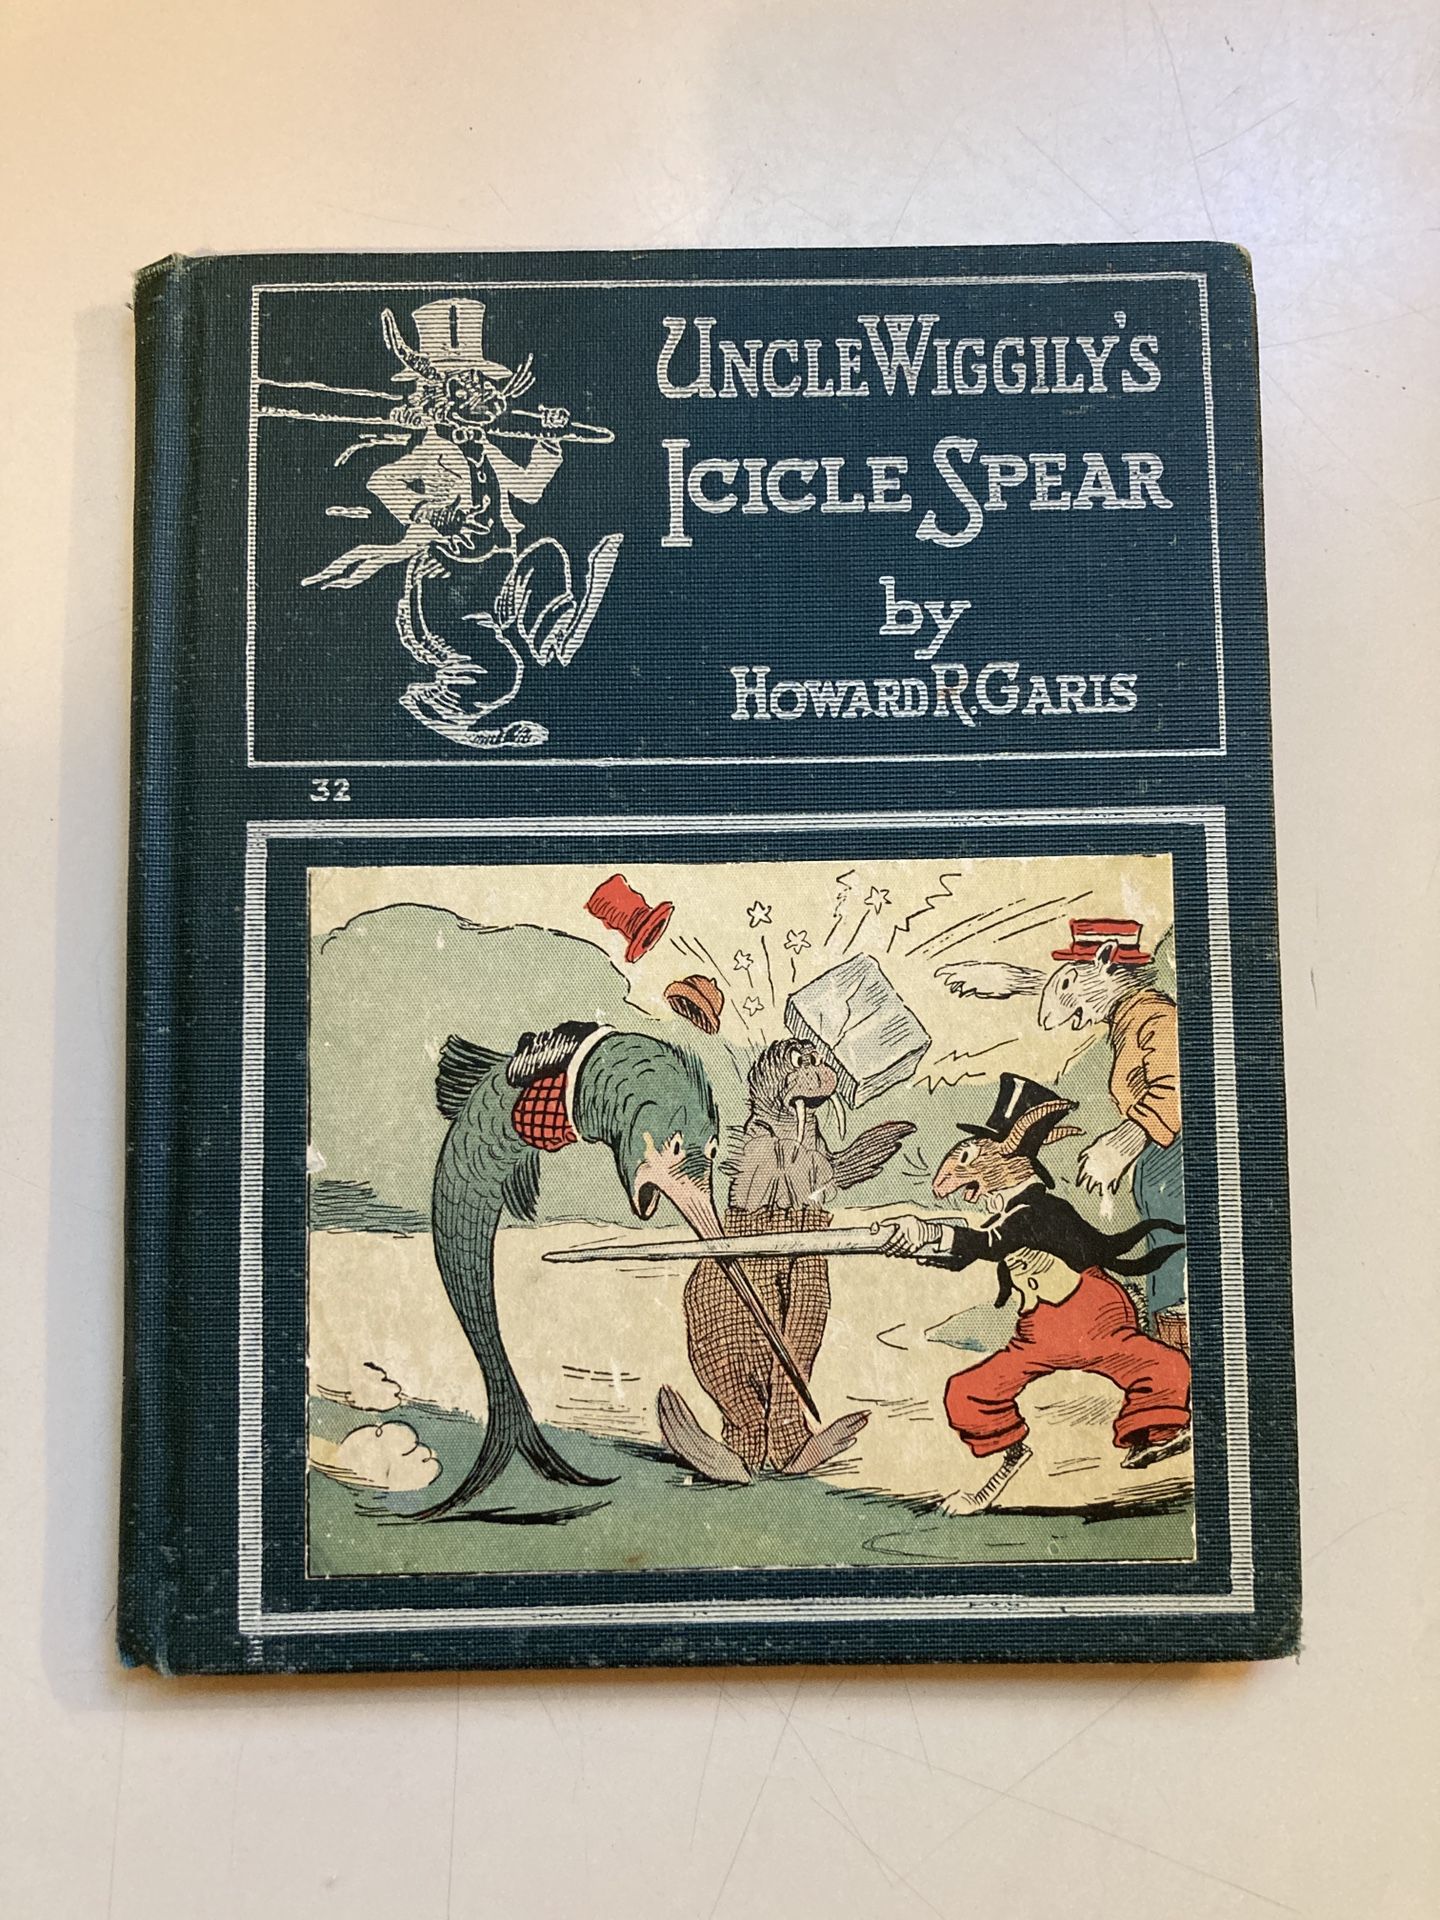 UNCLE WIGGILY'S
ICICLE SPEAR
by
HOWARD R. GARIS
32